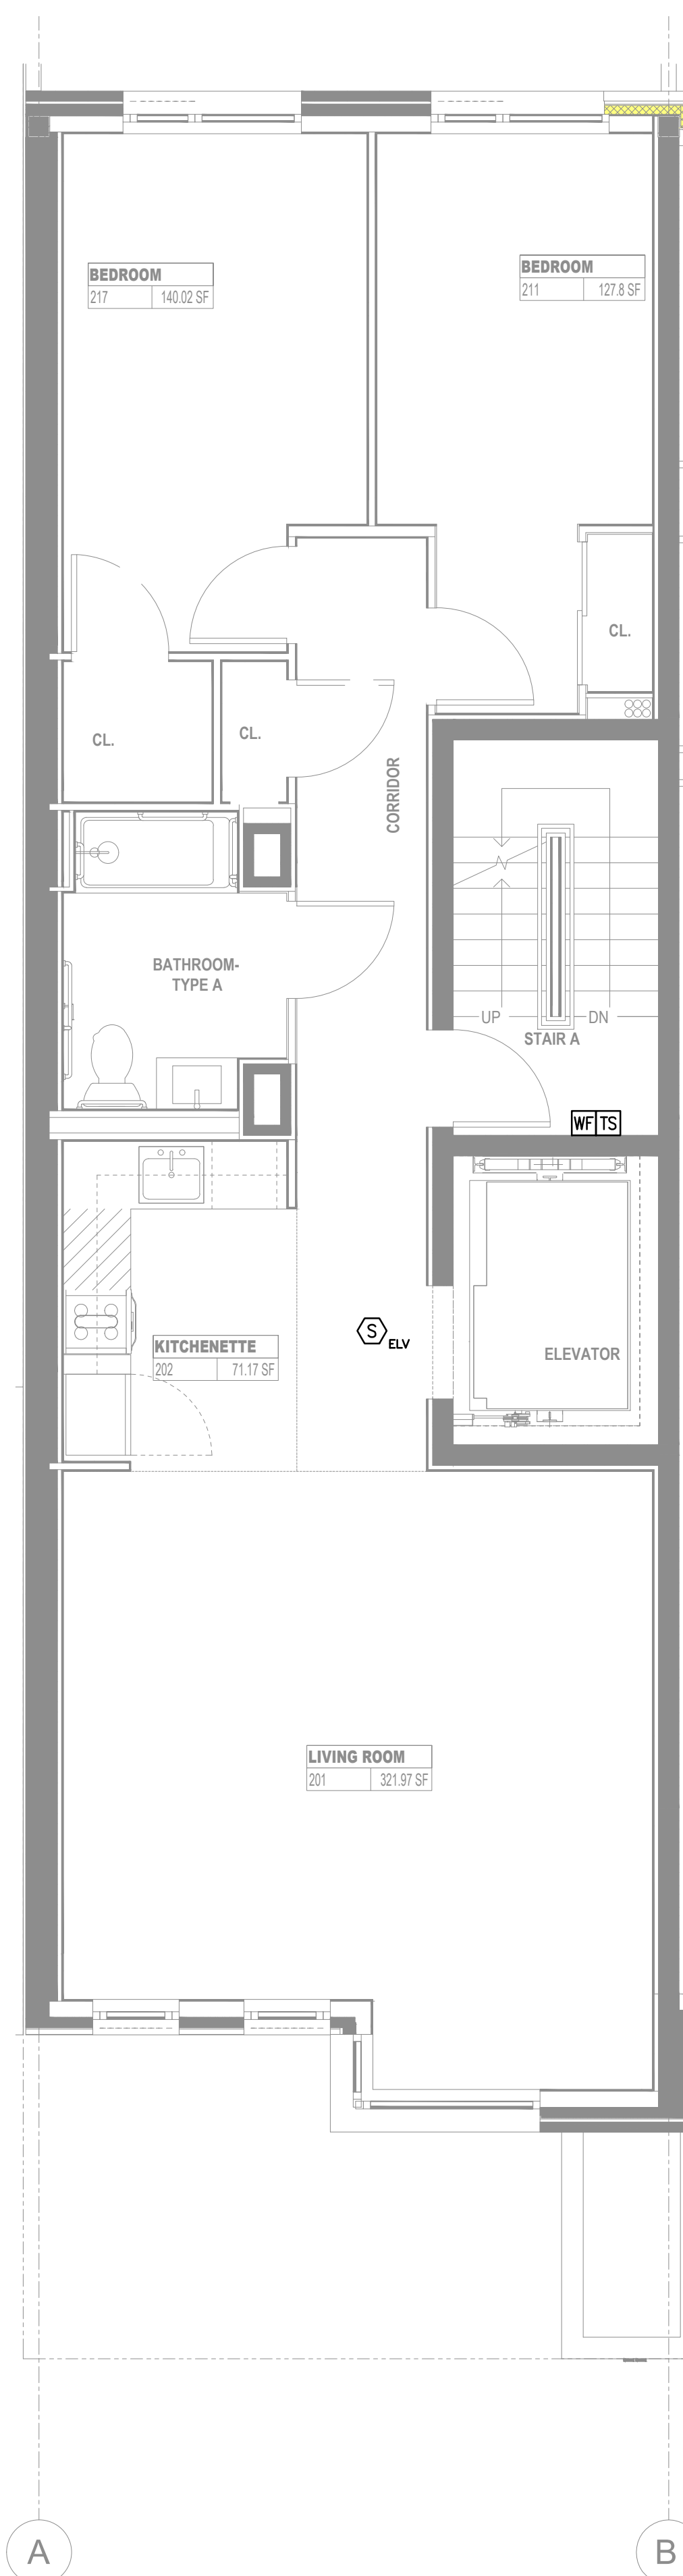 BEDROOM
217 140.02 SF
BEDROOM
211 127.8 SF
CL.
CL.
CL.
CORRIDOR
BATHROOM-
TYPE A
UP
DN
STAIR A
WF TS
S
ELV
KITCHENETTE
202 71.17 SF
ELEVATOR
LIVING ROOM
201 321.97 SF
A
B